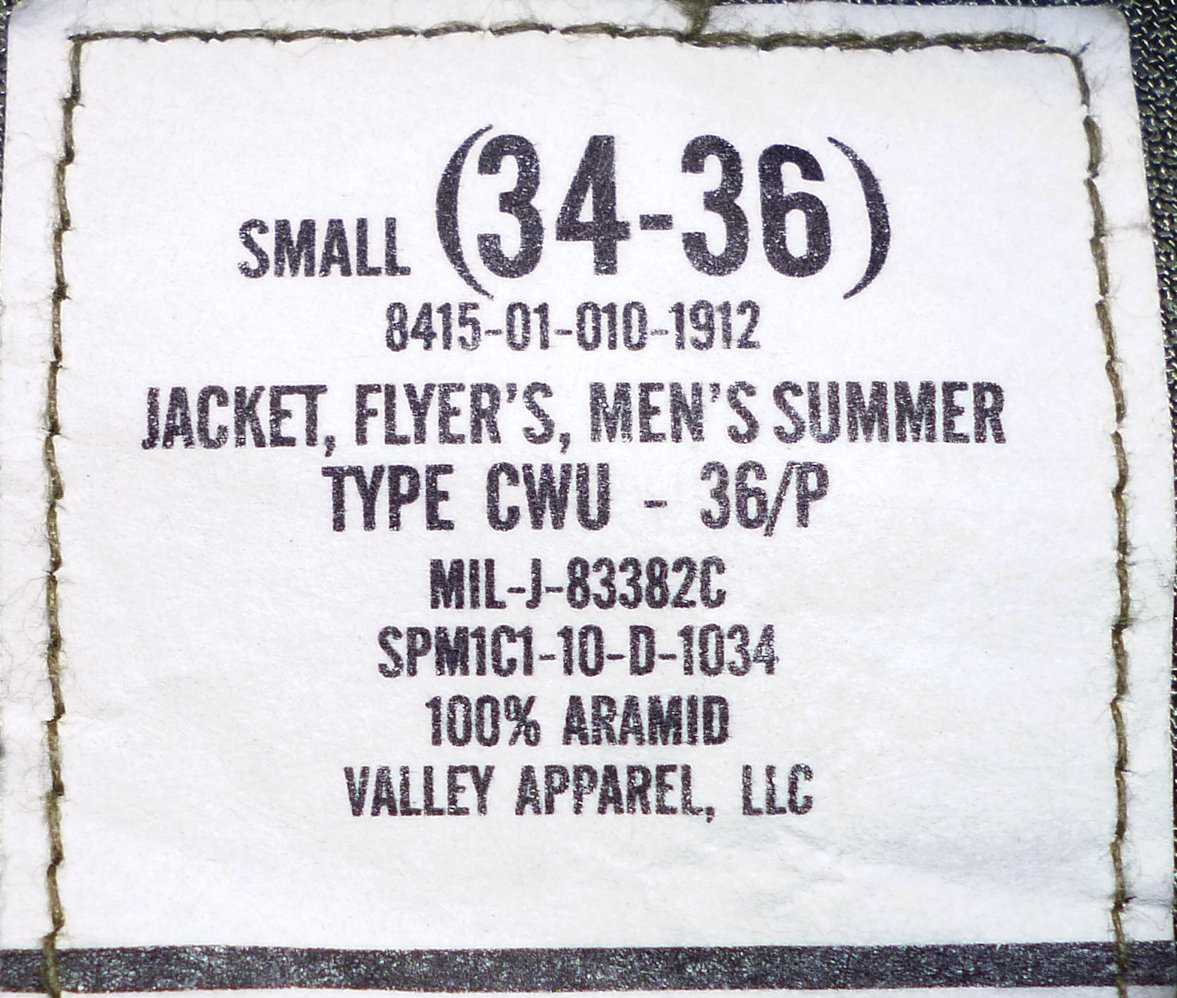 SMALL (34-36)
8415-01-010-1912
JACKET, FLYER'S, MEN'S SUMMER
TYPE CWU - 36/P
MIL-J-83382C
SPM1C1-10-D-1034
100% ARAMID
VALLEY APPAREL, LLC